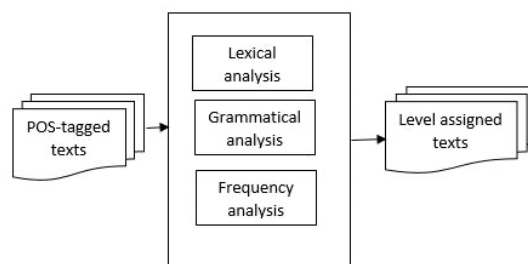 POS-tagged
texts
Lexical
analysis
Grammatical
analysis
Frequency
analysis
Level assigned
texts